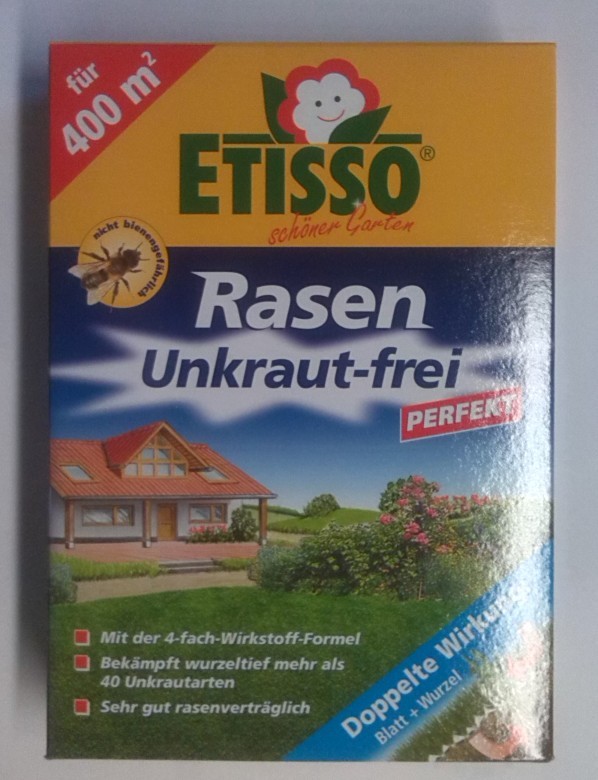 für
400 m²
ETISSO®
schöner Garten
nicht bienengefährlich
Rasen
Unkraut-frei
PERFEKT
Mit der 4-fach-Wirkstoff-Formel
Bekämpft wurzeltief mehr als
40 Unkrautarten
Sehr gut rasenverträglich
Doppelte Wirkung
Blatt + Wurzel